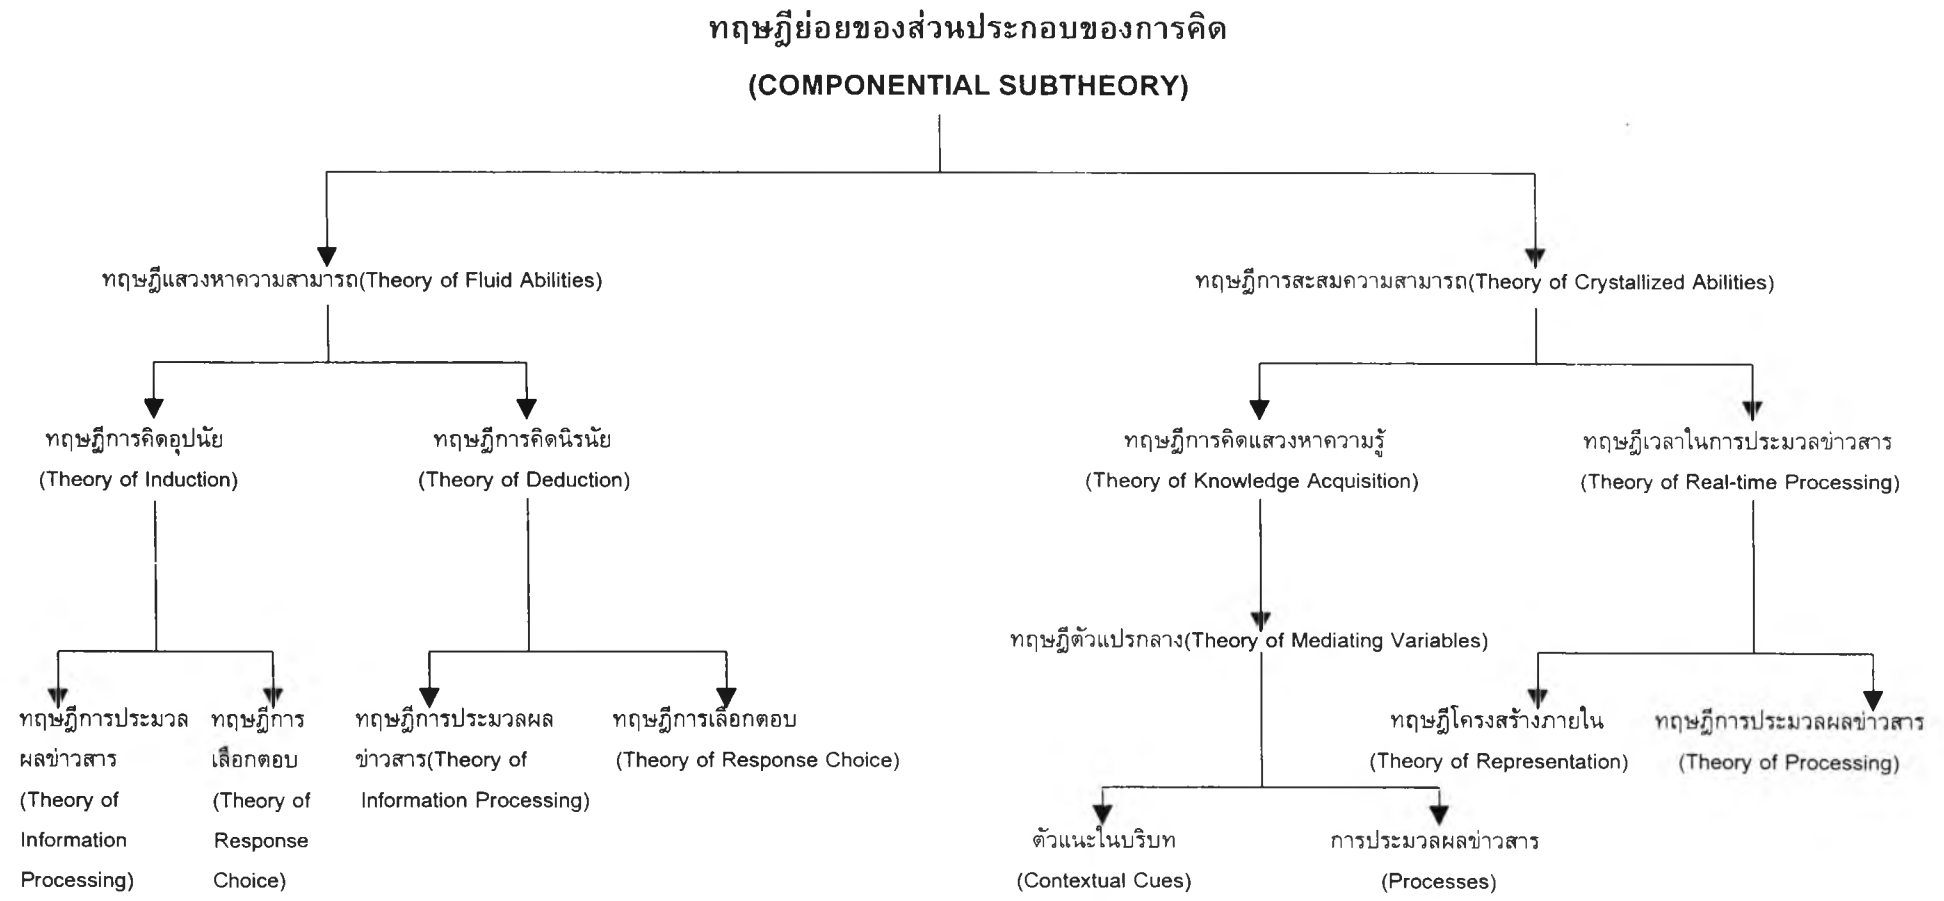 ทฤษฎีย่อยของส่วนประกอบของการคิด
(COMPONENTIAL SUBTHEORY)
ทฤษฎีแสวงหาความสามารถ(Theory of Fluid Abilities)
ทฤษฎีการสะสมความสามารถ(Theory of Crystallized Abilities)
ทฤษฎีการคิดอุปนัย
(Theory of Induction)
ทฤษฎีการคิดนิรนัย
(Theory of Deduction)
ทฤษฎีการคิดแสวงหาความรู้
(Theory of Knowledge Acquisition)
ทฤษฎีเวลาในการประมวลข่าวสาร
(Theory of Real-time Processing)
ทฤษฎีตัวแปรกลาง(Theory of Mediating Variables)
ทฤษฎีการประมวล
ผลข่าวสาร
(Theory of
Information
Processing)
ทฤษฎีการ
เลือกตอบ
(Theory of
Response
Choice)
ทฤษฎีการประมวลผล
ข่าวสาร(Theory of
Information Processing)
ทฤษฎีการเลือกตอบ
(Theory of Response Choice)
ทฤษฎีโครงสร้างภายใน
(Theory of Representation)
ทฤษฎีการประมวลผลข่าวสาร
(Theory of Processing)
ตัวแนะในบริบท
(Contextual Cues)
การประมวลผลข่าวสาร
(Processes)